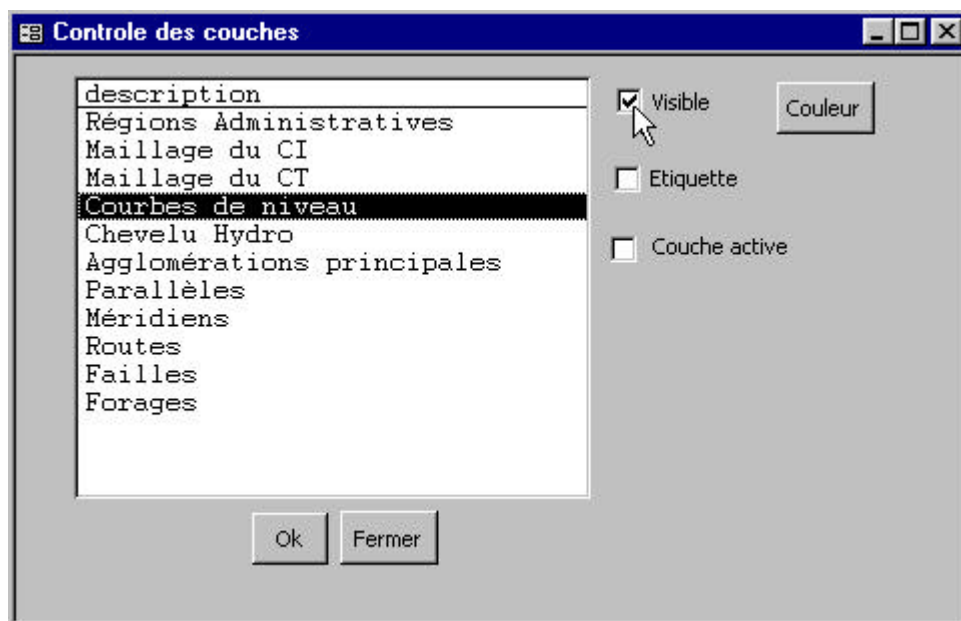 Controle des couches
description
Régions Administratives
Maillage du CI
Maillage du CT
Courbes de niveau
Chevelu Hydro
Agglomérations principales
Parallèles
Méridiens
Routes
Failles
Forages
Visible
Couleur
Etiquette
Couche active
Ok
Fermer